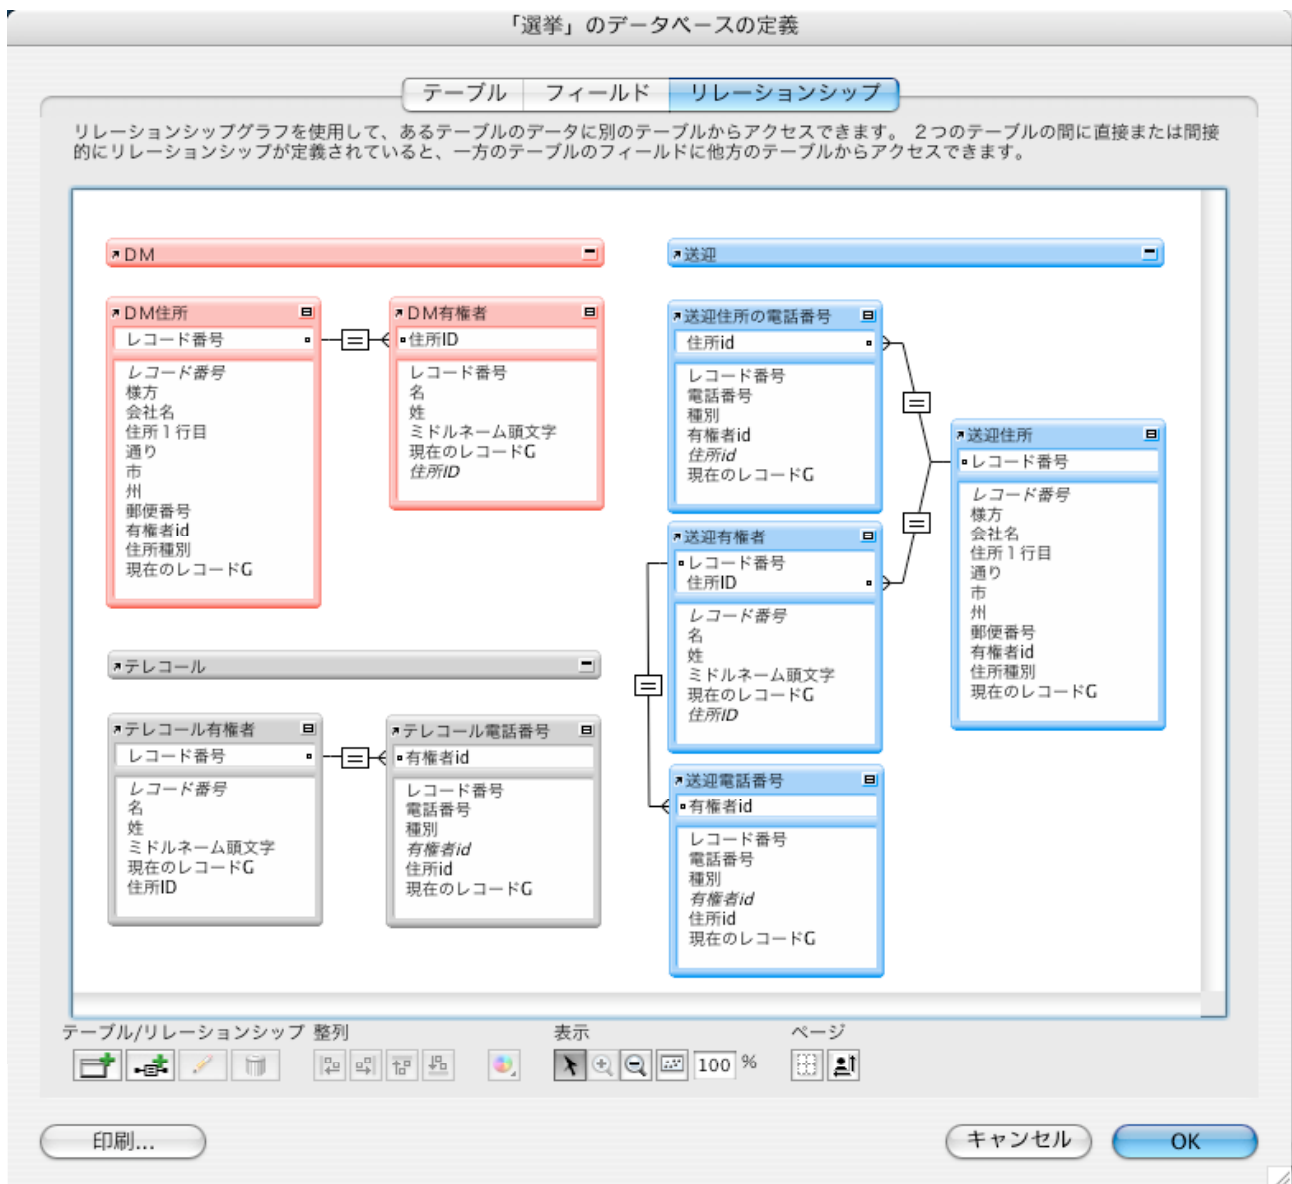 「選挙」のデータベースの定義
テーブル
フィールド
リレーションシップ
リレーションシップグラフを使用して、あるテーブルのデータに別のテーブルからアクセスできます。 2つのテーブルの間に直接または間接
的にリレーションシップが定義されていると、一方のテーブルのフィールドに他方のテーブルからアクセスできます。
DM
DM住所
レコード番号
レコード番号
様方
会社名
住所1行目
通り
市
州
郵便番号
有権者id
住所種別
現在のレコードG
DM有権者
住所ID
レコード番号
名
姓
ミドルネーム頭文字
現在のレコードG
住所ID
テレコール
テレコール有権者
レコード番号
レコード番号
名
姓
ミドルネーム頭文字
現在のレコードG
住所ID
テレコール電話番号
有権者id
レコード番号
電話番号
種別
有権者id
住所id
現在のレコードG
送迎
送迎住所の電話番号
住所id
レコード番号
電話番号
種別
有権者id
住所id
現在のレコードG
送迎有権者
レコード番号
住所ID
レコード番号
名
姓
ミドルネーム頭文字
現在のレコードG
住所ID
送迎電話番号
有権者id
レコード番号
電話番号
種別
有権者id
住所id
現在のレコードG
送迎住所
レコード番号
レコード番号
様方
会社名
住所1行目
通り
市
州
郵便番号
有権者id
住所種別
現在のレコードG
テーブル/リレーションシップ
整列
表示
100 %
ページ
印刷...
キャンセル
OK